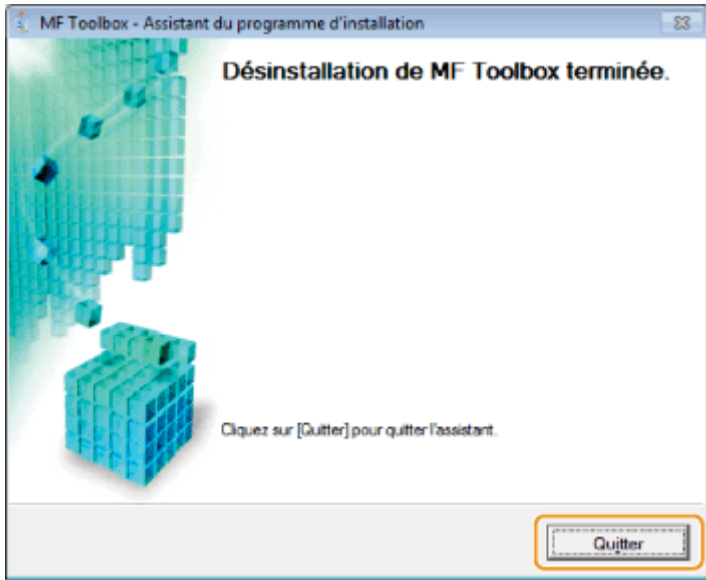 MF Toolbox - Assistant du programme d'installation
Désinstallation de MF Toolbox terminée.
Cliquez sur [Quitter] pour quitter l'assistant.
Quitter